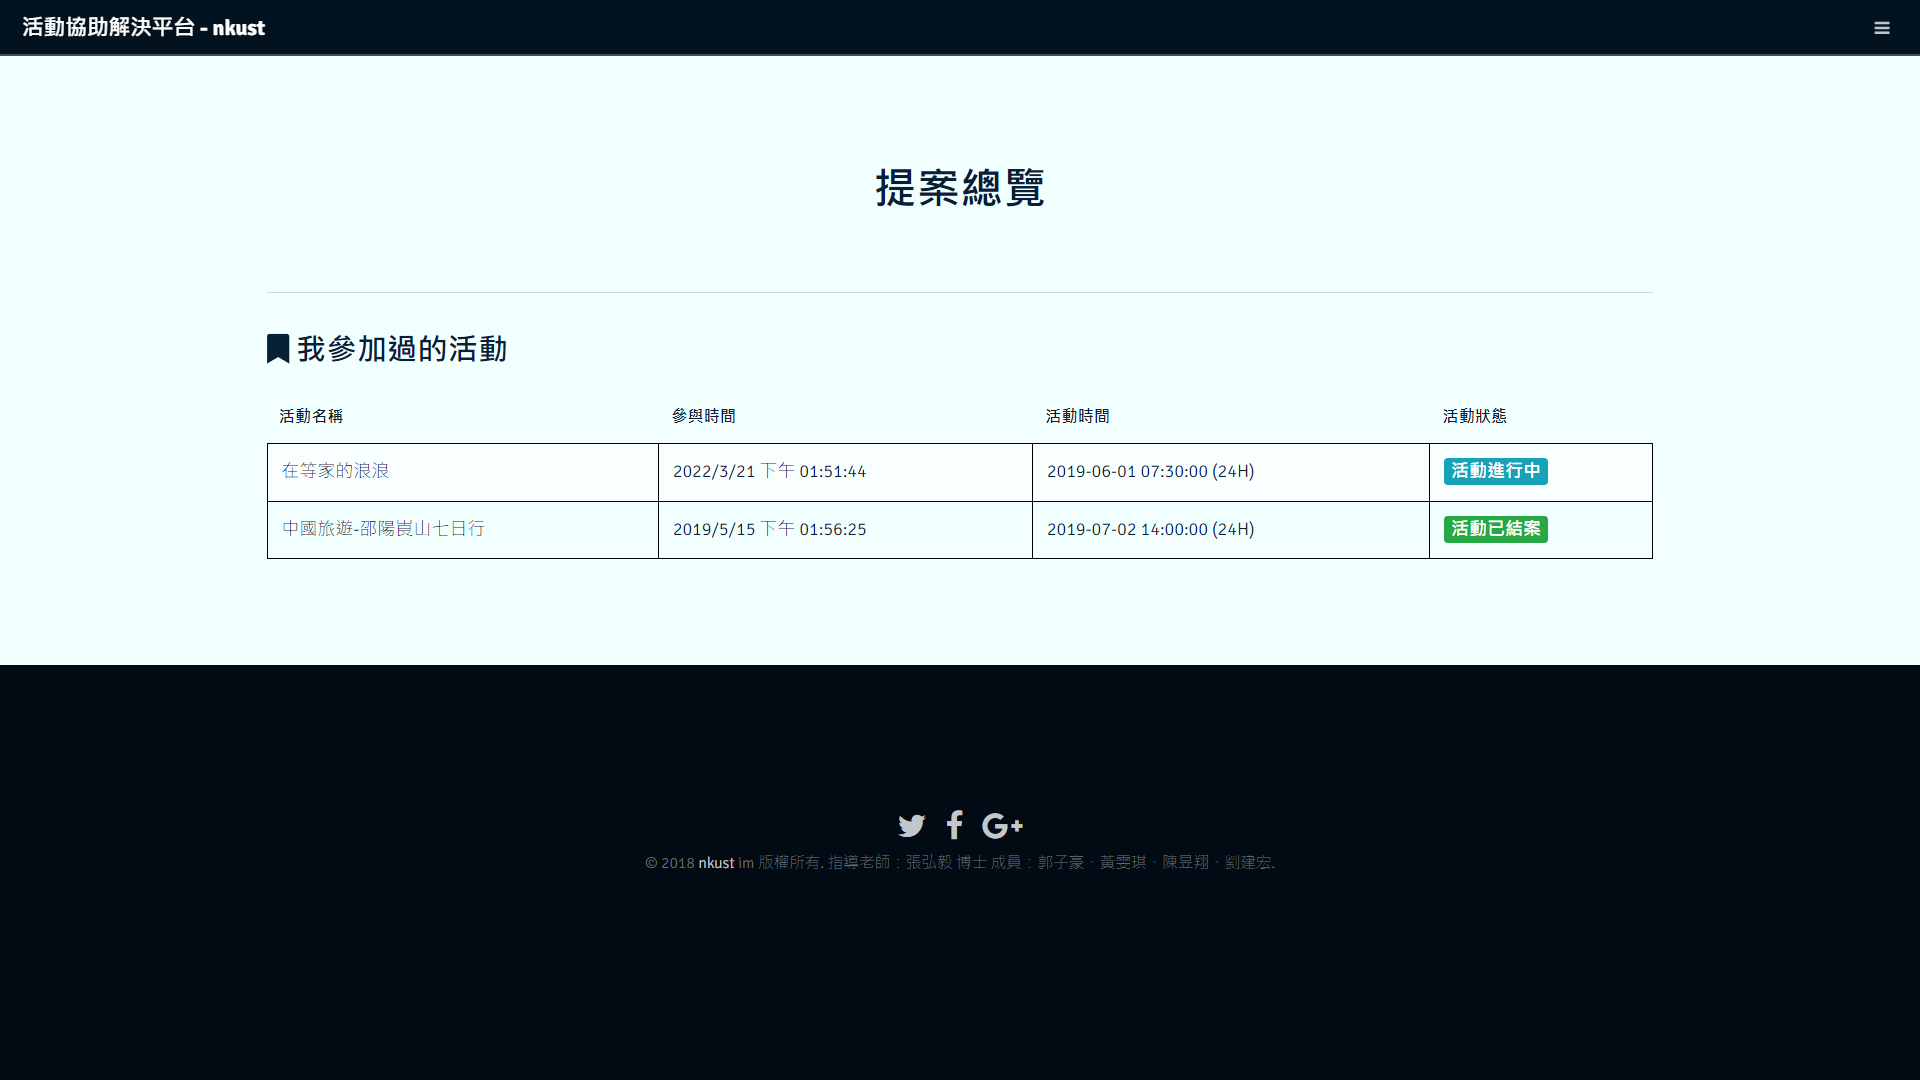 活動協助解決平台 - nkust
提案總覽
我參加過的活動
活動名稱 參與時間 活動時間 活動狀態
在等家的浪浪 2022/3/21 下午 01:51:44 2019-06-01 07:30:00 (24H) 活動進行中
中國旅遊-邵陽崀山七日行 2019/5/15 下午 01:56:25 2019-07-02 14:00:00 (24H) 活動已結案
© 2018 nkust im 版權所有. 指導老師：張弘毅 博士 成員：郭子豪、黃雯琪、陳昱翔、劉建宏.